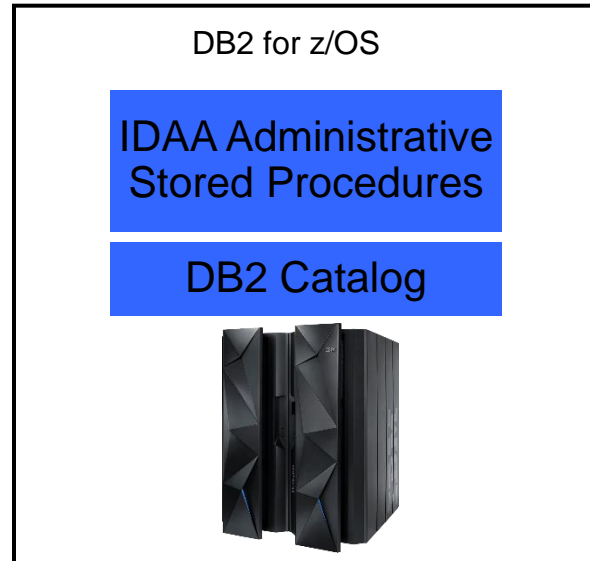 DB2 for z/OS
IDAA Administrative
Stored Procedures
DB2 Catalog